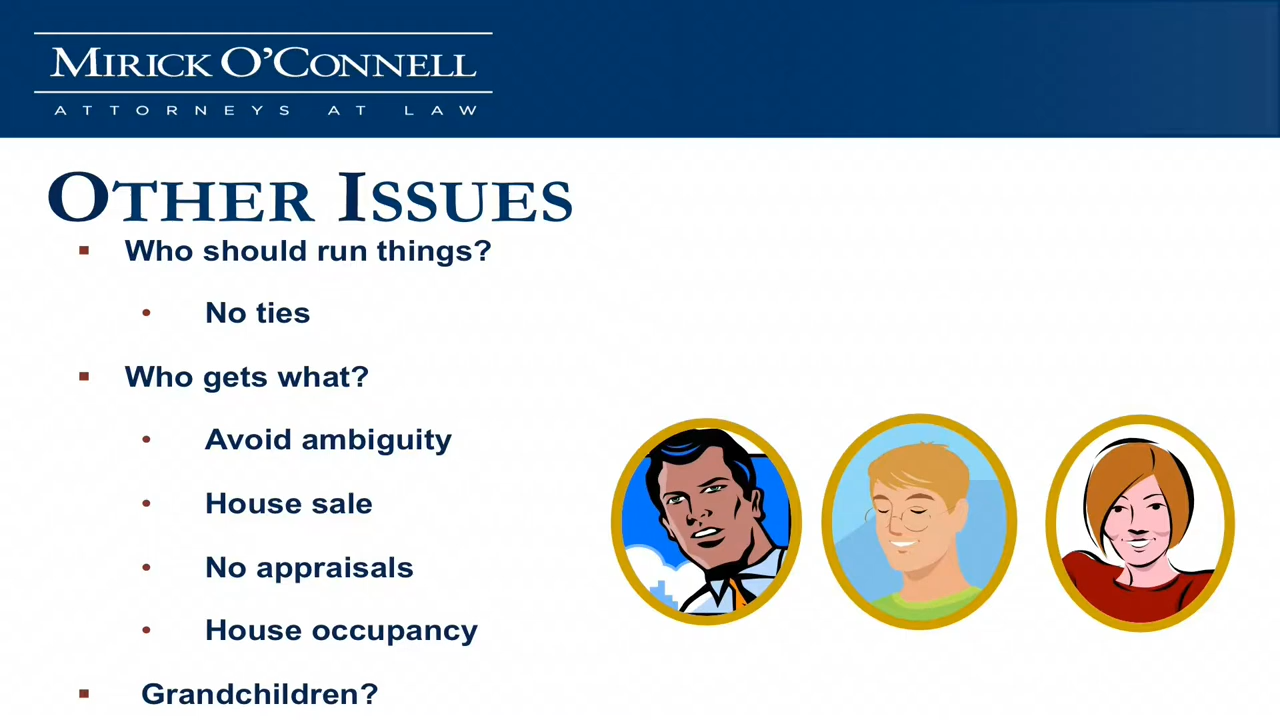 MIRICK O'CONNELL
ATTORNEYS AT LAW
OTHER ISSUES
Who should run things?
No ties
Who gets what?
Avoid ambiguity
House sale
No appraisals
House occupancy
Grandchildren?